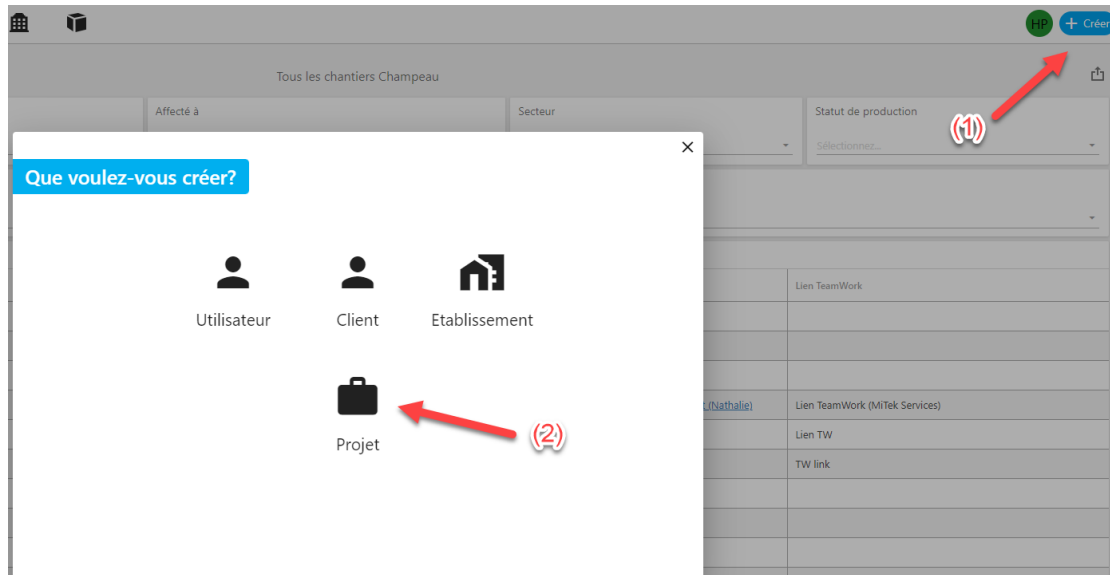 HP
+ Créer
Tous les chantiers Champeau
Affecté à
Secteur
Statut de production
(1)
Sélectionnez...
Que voulez-vous créer?
Utilisateur
Client
Etablissement
Lien TeamWork
(Nathalie)
Lien TeamWork (MiTek Services)
(2)
Lien TW
Projet
TW link